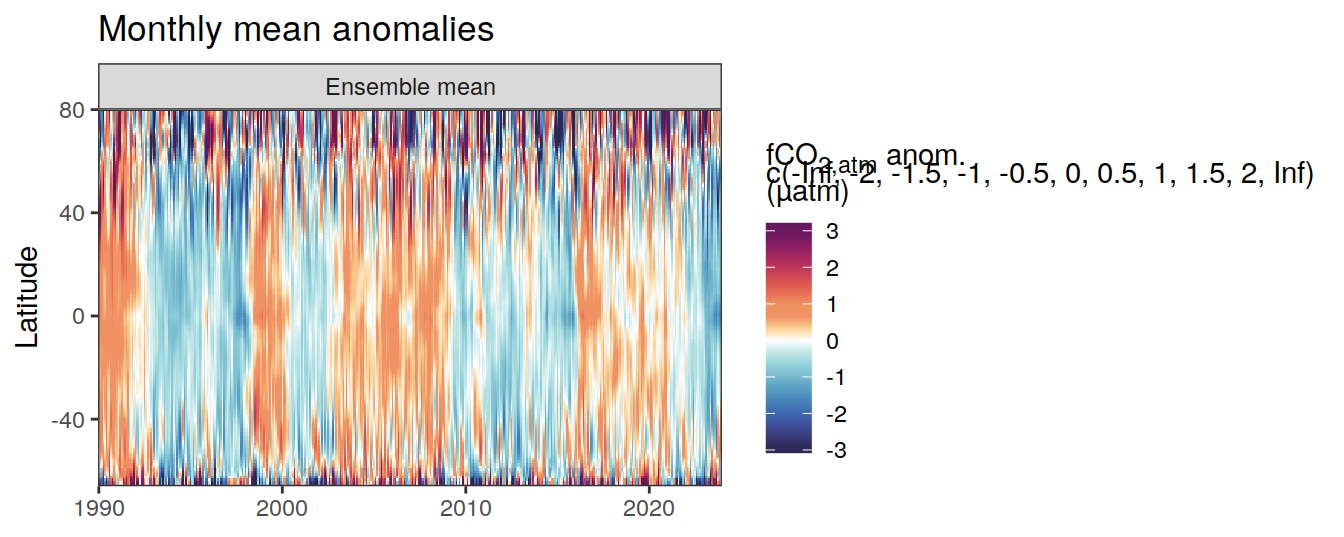 Monthly mean anomalies
Ensemble mean
80
40
0
-40
Latitude
1990
2000
2010
2020
fCO2,atm anom.
c(-Inf, -2, -1.5, -1, -0.5, 0, 0.5, 1, 1.5, 2, Inf)
(µatm)
3
2
1
0
-1
-2
-3